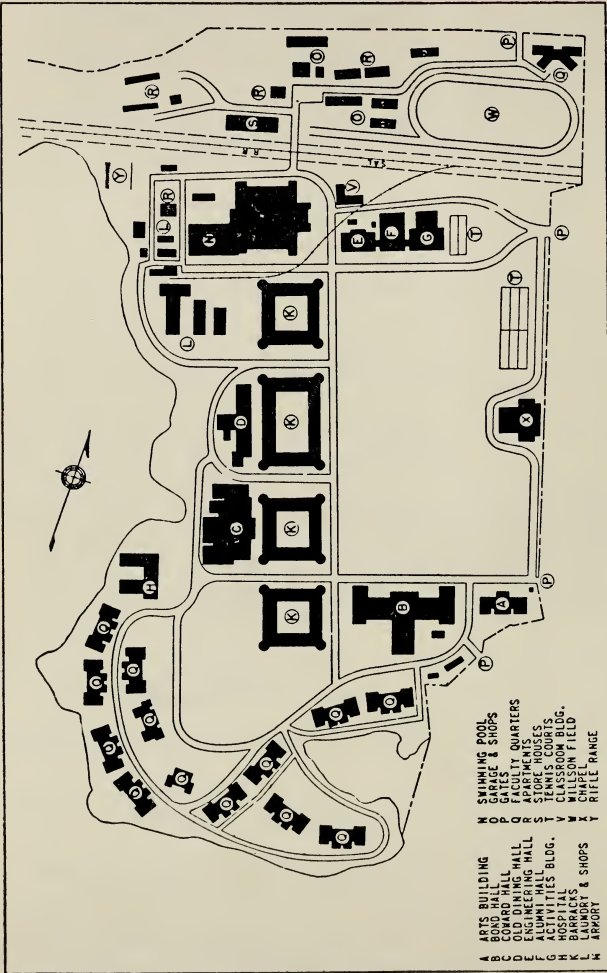 Y
R
R
S
O
R
P
Q
L
R
R R
SAL
O
W
N
V
E
F
G
T
P
L
K
T
D
K
X
C
K
H
K
B
A
P
P
Q
Q
Q
Q
Q
Q
Q
Q
Q
Q
Q
Q
Q
A ARTS BUILDING
B BOND HALL
C COWARD HALL
D OLD DINING HALL
E ENGINEERING HALL
F ALUMNI HALL
G ACTIVITIES BLDG.
H HOSPITAL
K BARRACKS
L LAUNDRY & SHOPS
M ARMORY
N SWIMMING POOL
O GARAGE & SHOPS
P GATES
Q FACULTY QUARTERS
R APARTMENTS
S STORE HOUSES
T TENNIS COURTS
V CLASSROOM BLDG.
W WILLSON FIELD
X CHAPEL
Y RIFLE RANGE